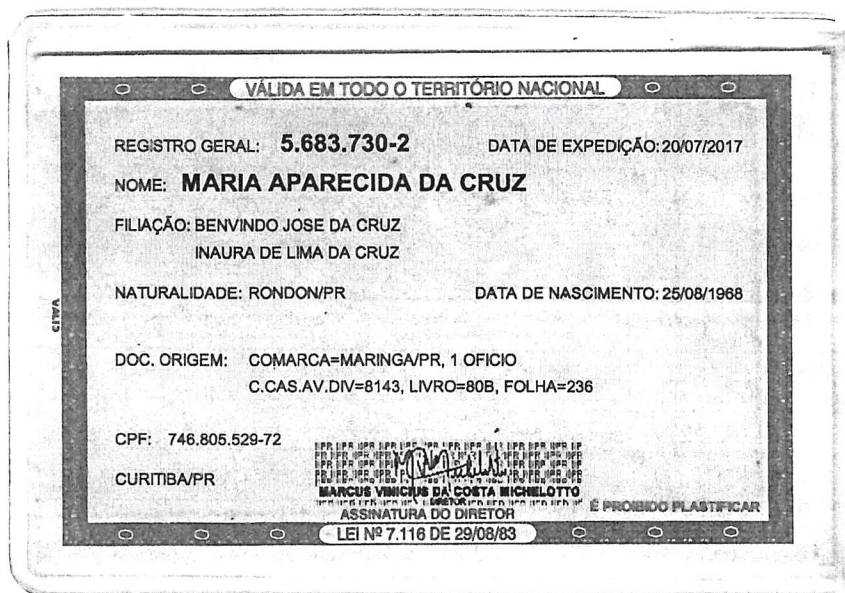 VÁLIDA EM TODO O TERRITÓRIO NACIONAL
REGISTRO GERAL: 5.683.730-2 DATA DE EXPEDIÇÃO: 20/07/2017
NOME: MARIA APARECIDA DA CRUZ
FILIAÇÃO: BENVINDO JOSE DA CRUZ
INAURA DE LIMA DA CRUZ
NATURALIDADE: RONDON/PR DATA DE NASCIMENTO: 25/08/1968
DOC. ORIGEM: COMARCA=MARINGA/PR, 1 OFICIO
C.CAS.AV.DIV=8143, LIVRO=80B, FOLHA=236
CPF: 746.805.529-72
CURITIBA/PR
MARCUS VINICIUS DA COSTA MICHELOTTO
DIRETOR
É PROIBIDO PLASTIFICAR
ASSINATURA DO DIRETOR
LEI Nº 7.116 DE 29/08/83